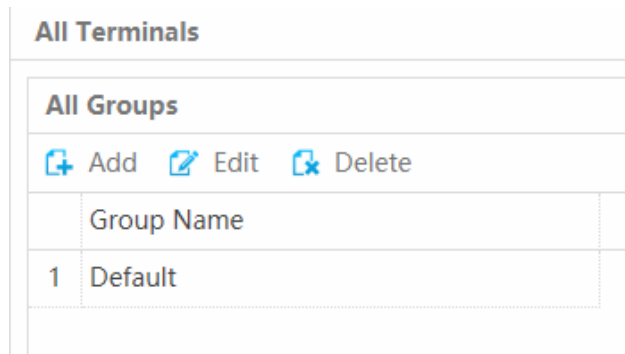 All Terminals
All Groups
Add Edit Delete
Group Name
1 Default